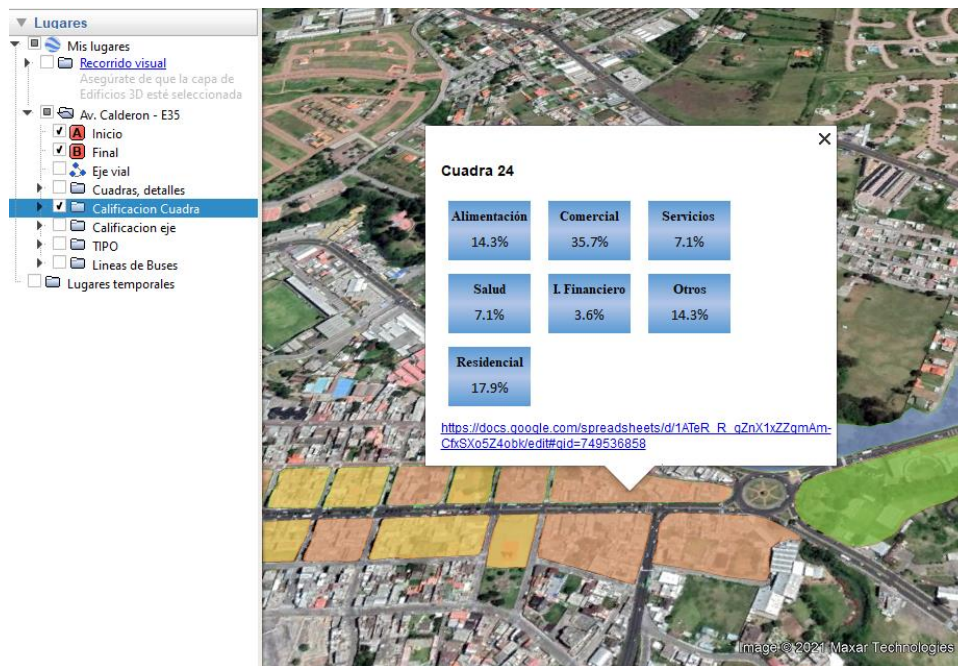 Lugares
Mis lugares
Recorrido visual
Asegúrate de que la capa de
Edificios 3D esté seleccionada
Av. Calderon - E35
A Inicio
B Final
Eje vial
Cuadras, detalles
Calificacion Cuadra
Calificacion eje
TIPO
Lineas de Buses
Lugares temporales
Cuadra 24
Alimentación Comercial Servicios
14.3% 35.7% 7.1%
Salud I. Financiero Otros
7.1% 3.6% 14.3%
Residencial
17.9%
https://docs.google.com/spreadsheets/d/1ATeR_R_qZnX1xZZqmAm-
CfxSXo5Z4obk/edit#gid=749536858
Image © 2021 Maxar Technologies